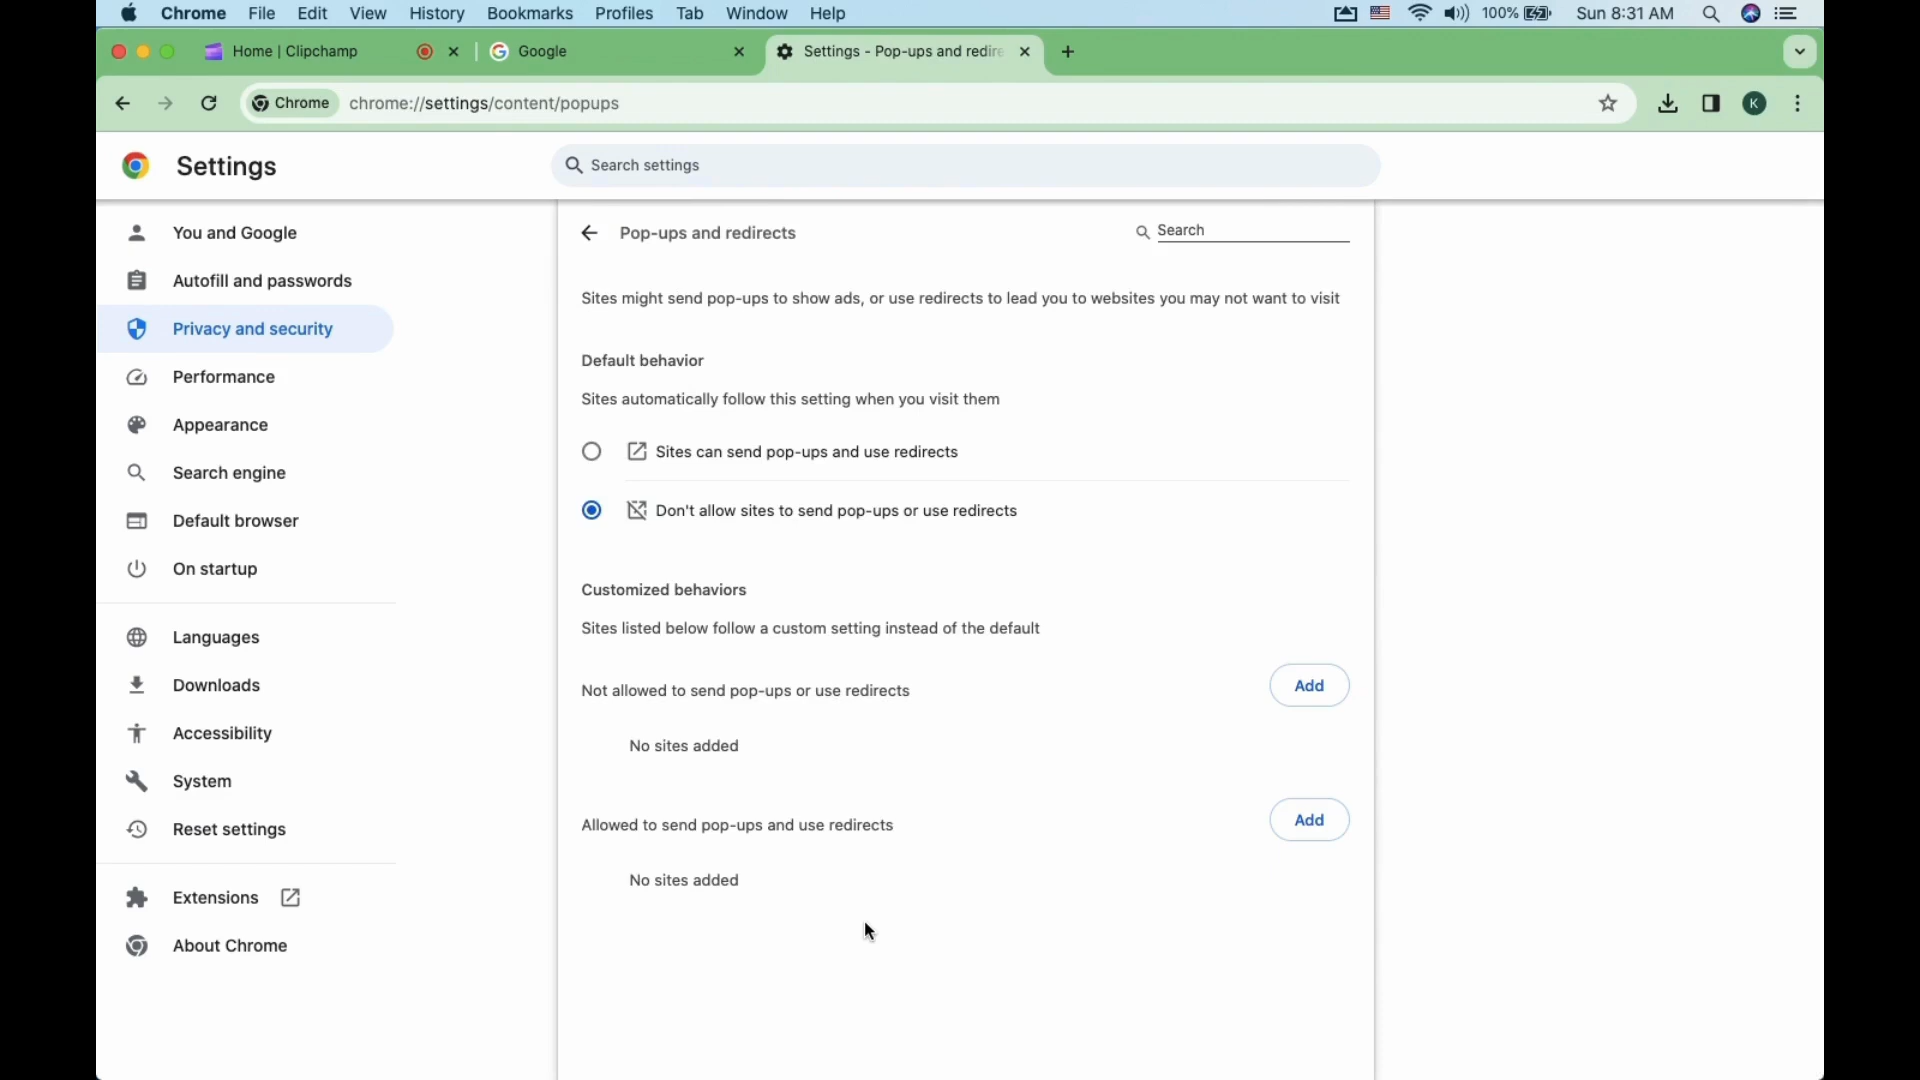 Chrome File Edit View History Bookmarks Profiles Tab Window Help 100% Sun 8:31 AM
Home | Clipchamp Google Settings - Pop-ups and redire
Chrome chrome://settings/content/popups K
Settings Search settings
You and Google
Autofill and passwords
Privacy and security
Performance
Appearance
Search engine
Default browser
On startup
Languages
Downloads
Accessibility
System
Reset settings
Extensions
About Chrome
Pop-ups and redirects Search
Sites might send pop-ups to show ads, or use redirects to lead you to websites you may not want to visit
Default behavior
Sites automatically follow this setting when you visit them
Sites can send pop-ups and use redirects
Don't allow sites to send pop-ups or use redirects
Customized behaviors
Sites listed below follow a custom setting instead of the default
Not allowed to send pop-ups or use redirects Add
No sites added
Allowed to send pop-ups and use redirects Add
No sites added